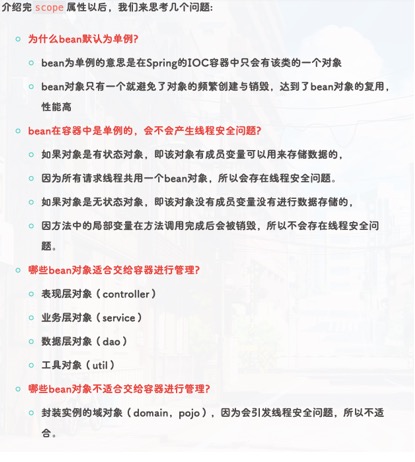 介绍完 scope 属性以后，我们来思考几个问题:
为什么bean默认为单例?
bean为单例的意思是在Spring的IOC容器中只会有该类的一个对象
bean对象只有一个就避免了对象的频繁创建与销毁，达到了bean对象的复用，
性能高
bean在容器中是单例的，会不会产生线程安全问题?
如果对象是有状态对象，即该对象有成员变量可以用来存储数据的，
因为所有请求线程共用一个bean对象，所以会存在线程安全问题。
如果对象是无状态对象，即该对象没有成员变量没有进行数据存储的，
因方法中的局部变量在方法调用完成后会被销毁，所以不会存在线程安全问
题。
哪些bean对象适合交给容器进行管理?
表现层对象（controller）
业务层对象（service）
数据层对象（dao）
工具对象（util）
哪些bean对象不适合交给容器进行管理?
封装实例的域对象（domain，pojo），因为会引发线程安全问题，所以不适
合。